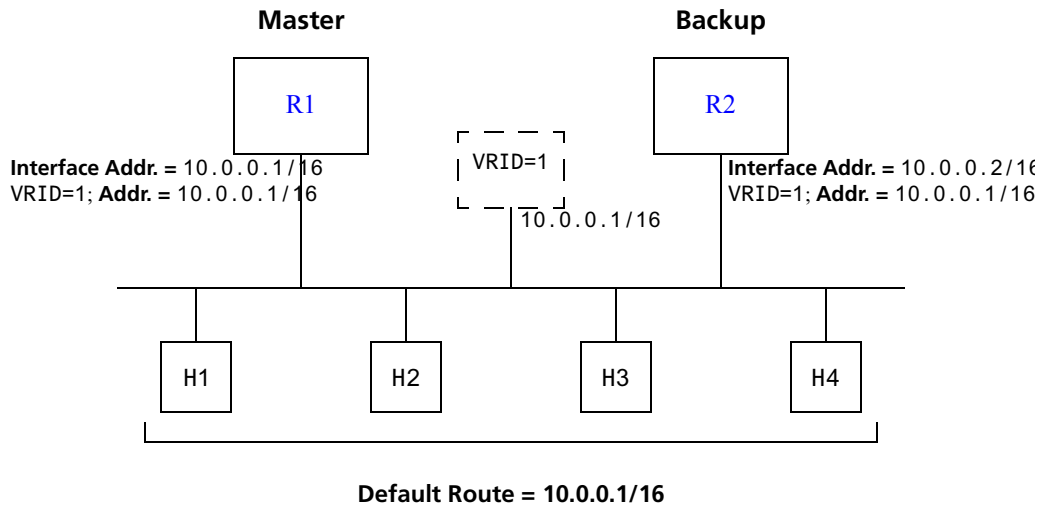 Master
Backup
R1
R2
VRID=1
Interface Addr. = 10.0.0.1/16
VRID=1; Addr. = 10.0.0.1/16
Interface Addr. = 10.0.0.2/16
VRID=1; Addr. = 10.0.0.1/16
10.0.0.1/16
H1
H2
H3
H4
Default Route = 10.0.0.1/16